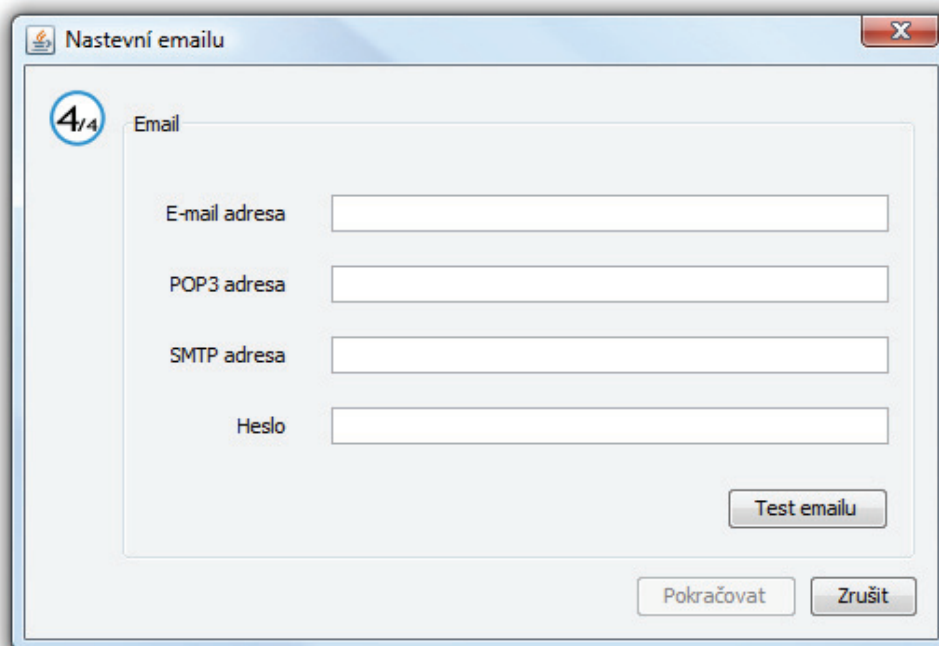 Nastevní emailu
4/4
Email
E-mail adresa
POP3 adresa
SMTP adresa
Heslo
Test emailu
Pokračovat Zrušit